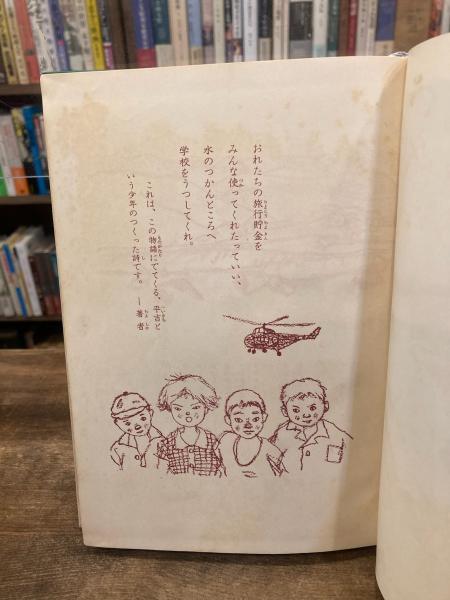 おれたちの旅行貯金を
みんな使ってくれたっていい、
水のつかんところへ
学校をうつしてくれ。
これは、この物語にでてくる、平吉と
いう少年のつくった詩です。 ―著者